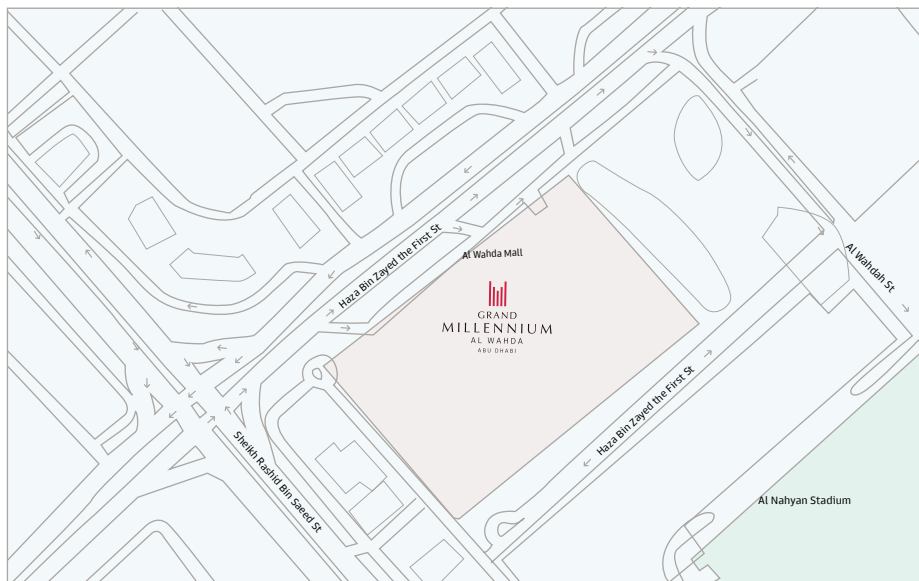 Haza Bin Zayed the First St
Al Wahda Mall
Al Wahdah St
GRAND
MILLENNIUM
AL WAHDA
ABU DHABI
Haza Bin Zayed the First St
Sheikh Rashid Bin Saeed St
Al Nahyan Stadium